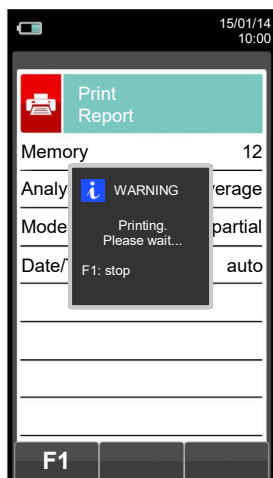 15/01/14
10:00
Print
Report
Memory 12
Analy verage
WARNING
Mode partial
Printing.
Please wait...
Date/ auto
F1: stop
F1